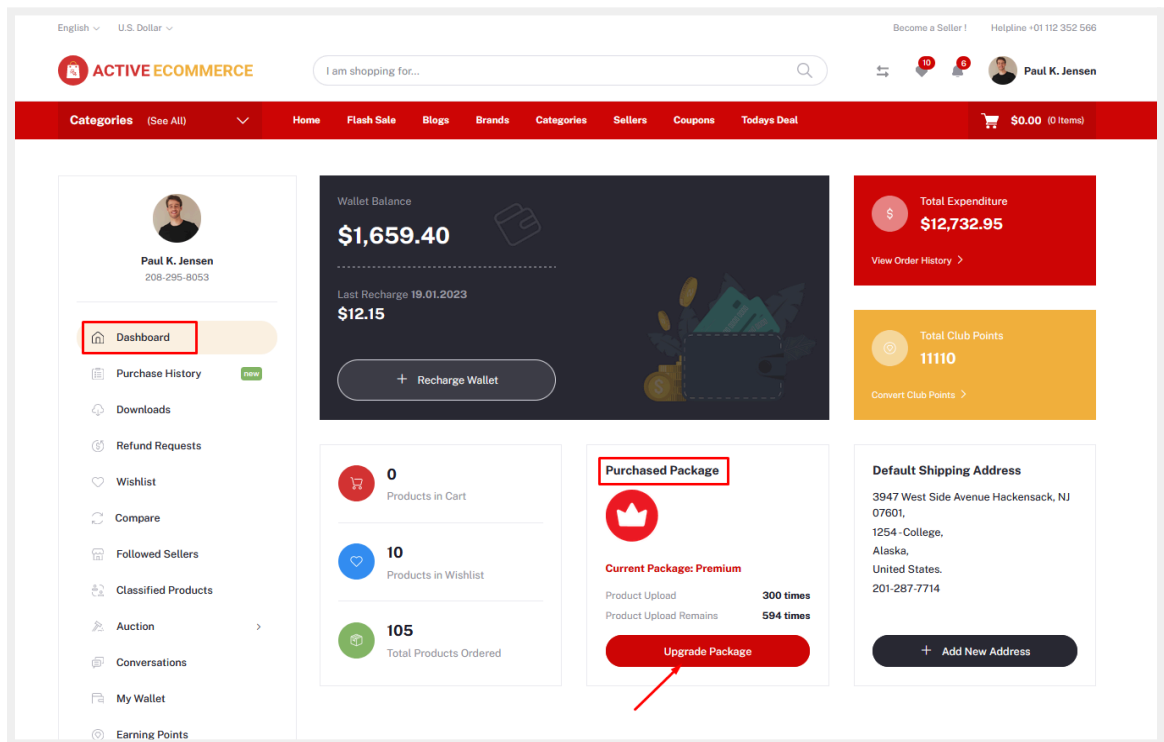 English
U.S. Dollar
Become a Seller !
Helpline +01 112 352 566
ACTIVE ECOMMERCE
I am shopping for...
10
6
Paul K. Jensen
Categories (See All)
Home
Flash Sale
Blogs
Brands
Categories
Sellers
Coupons
Todays Deal
$0.00 (0 Items)
Paul K. Jensen
208-295-8053
Dashboard
Purchase History
new
Downloads
Refund Requests
Wishlist
Compare
Followed Sellers
Classified Products
Auction
Conversations
My Wallet
Earning Points
Wallet Balance
$1,659.40
Last Recharge 19.01.2023
$12.15
+ Recharge Wallet
$
Total Expenditure
$12,732.95
View Order History
Total Club Points
11110
Convert Club Points
0
Products in Cart
10
Products in Wishlist
105
Total Products Ordered
Purchased Package
Current Package: Premium
Product Upload 300 times
Product Upload Remains 594 times
Upgrade Package
Default Shipping Address
3947 West Side Avenue Hackensack, NJ
07601,
1254 - College,
Alaska,
United States.
201-287-7714
+ Add New Address